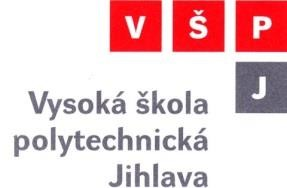 V Š P
J
Vysoká škola
polytechnická
Jihlava